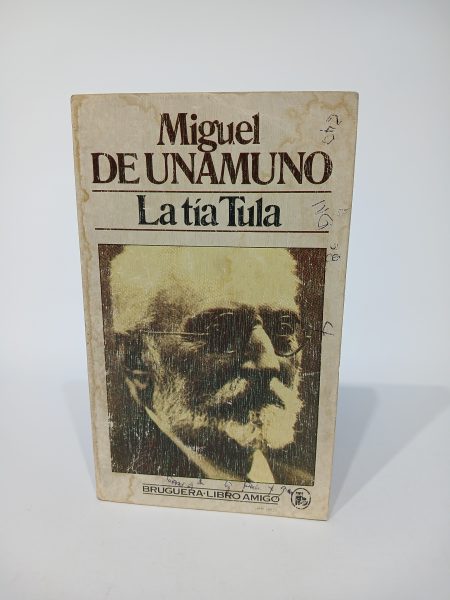 Miguel
DE UNAMUNO
La tía Tula
BRUGUERA·LIBRO AMIGO